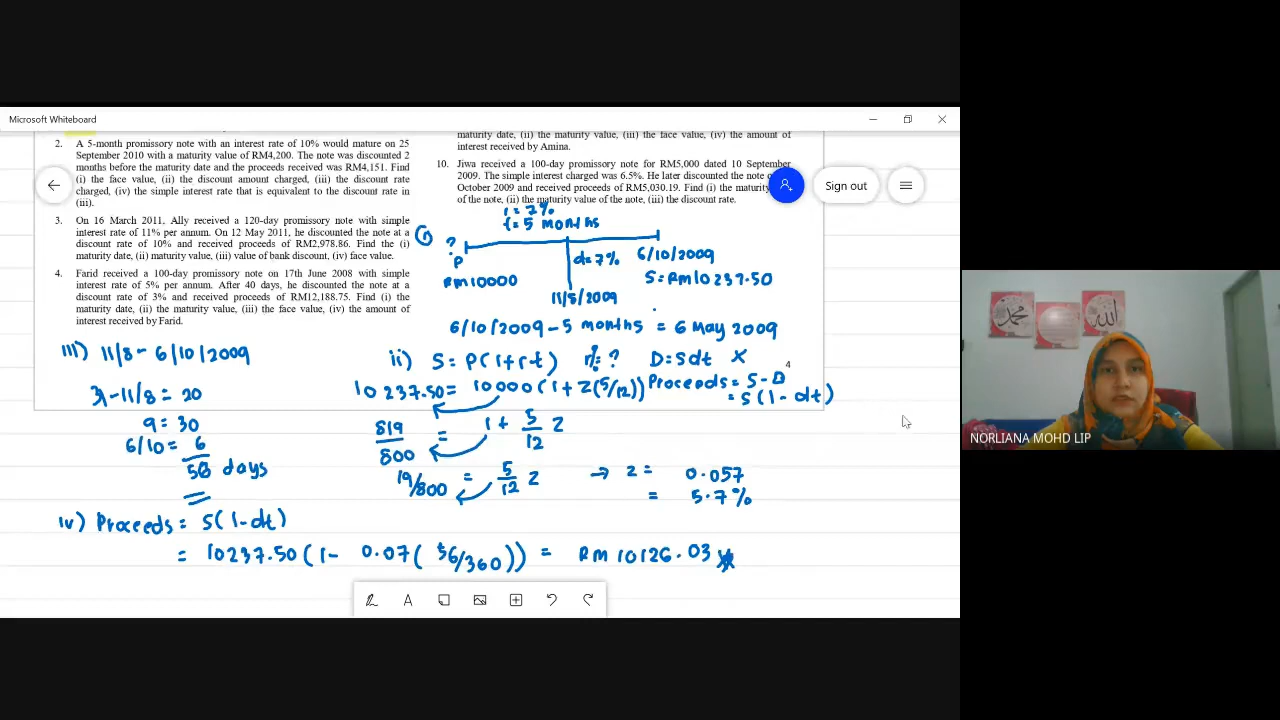 Microsoft Whiteboard
2. A 5-month promissory note with an interest rate of 10% would mature on 25
September 2010 with a maturity value of RM4,200. The note was discounted 2
months before the maturity date and the proceeds received was RM4,151. Find
(i) the face value, (ii) the discount amount charged, (iii) the discount rate
charged, (iv) the simple interest rate that is equivalent to the discount rate in
(iii).
3. On 16 March 2011, Ally received a 120-day promissory note with simple
interest rate of 11% per annum. On 12 May 2011, he discounted the note at a
discount rate of 10% and received proceeds of RM2,978.86. Find the (i)
maturity date, (ii) maturity value, (iii) value of bank discount, (iv) face value.
4. Farid received a 100-day promissory note on 17th June 2008 with simple
interest rate of 5% per annum. After 40 days, he discounted the note at a
discount rate of 3% and received proceeds of RM12,188.75. Find (i) the
maturity date, (ii) the maturity value, (iii) the face value, (iv) the amount of
interest received by Farid.
maturity date, (ii) the maturity value, (iii) the face value, (iv) the amount of
interest received by Amina.
10. Jiwa received a 100-day promissory note for RM5,000 dated 10 September
2009. The simple interest charged was 6.5%. He later discounted the note
October 2009 and received proceeds of RM5,030.19. Find (i) the maturity
of the note, (ii) the maturity value of the note, (iii) the discount rate.
Sign out
i = 7%
t = 5 months
i)
?
P
RM10000
d=7%
11/8/2009
6/10/2009
S = RM10237.50
6/10/2009 - 5 months = 6 May 2009
4
iii) 11/8 - 6/10/2009
31-11/8 = 20
9 = 30
6/10 = 6
56 days
ii) S = P(1+rt) r = ? D = Sdt X
10237.50 = 10000(1+Z(5/12)) Proceeds = S-D
= S(1-dt)
819/800 = 1 + 5/12 Z
19/800 = 5/12 Z → Z = 0.057
= 5.7%
iv) Proceeds = S(1-dt)
= 10237.50(1- 0.07(56/360)) = RM 10126.03
NORLIANA MOHD LIP